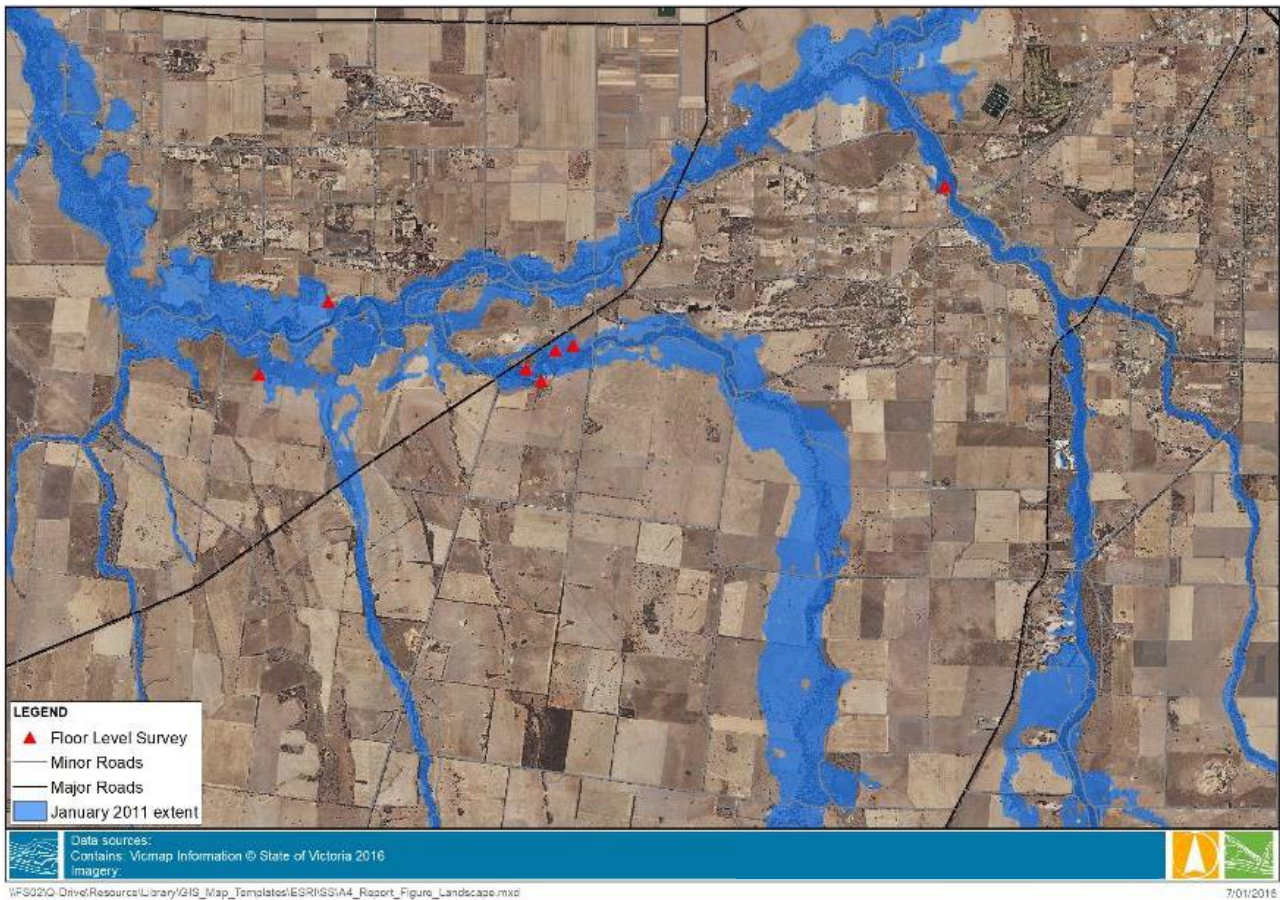 LEGEND
Floor Level Survey
Minor Roads
Major Roads
January 2011 extent
Data sources:
Contains: Vicmap Information © State of Victoria 2016
Imagery:
\\FS02\Q-Drive\Resource\Library\GIS_Map_Templates\ESRI\SS\A4_Report_Figure_Landscape.mxd
7/01/2016